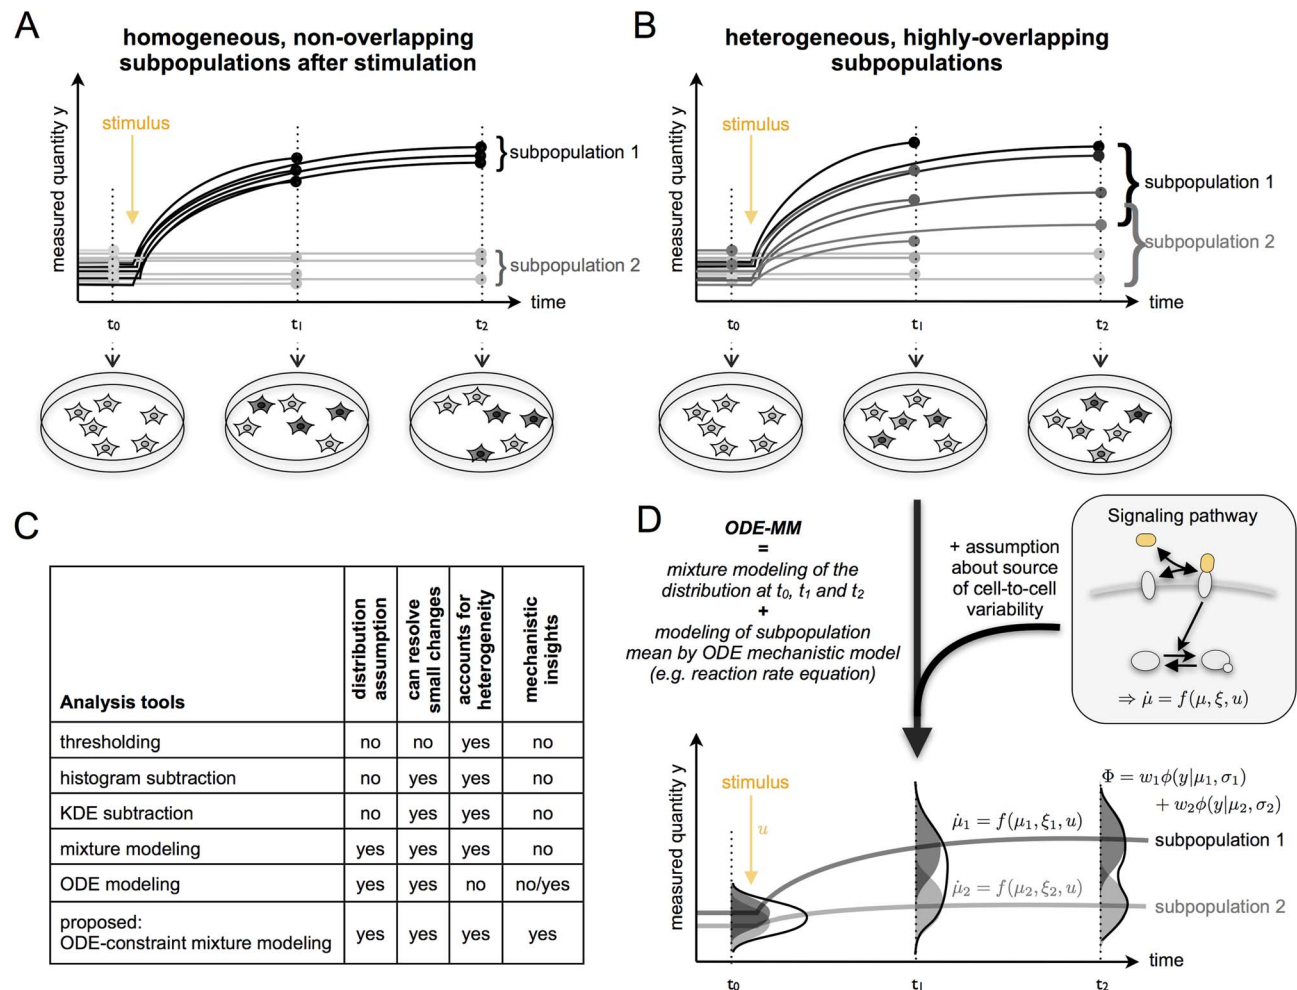 A
homogeneous, non-overlapping
subpopulations after stimulation
measured quantity y
stimulus
subpopulation 1
subpopulation 2
time
t₀
t₁
t₂
B
heterogeneous, highly-overlapping
subpopulations
measured quantity y
stimulus
subpopulation 1
subpopulation 2
time
t₀
t₁
t₂
C
Analysis tools
distribution
assumption
can resolve
small changes
accounts for
heterogeneity
mechanistic
insights
thresholding no no yes no
histogram subtraction no yes yes no
KDE subtraction no yes yes no
mixture modeling yes yes yes no
ODE modeling yes yes no no/yes
proposed:
ODE-constraint mixture modeling yes yes yes yes
D
ODE-MM
=
mixture modeling of the
distribution at t₀, t₁ and t₂
+
modeling of subpopulation
mean by ODE mechanistic model
(e.g. reaction rate equation)
+ assumption
about source
of cell-to-cell
variability
Signaling pathway
⇒ μ̇ = f(μ, ξ, u)
measured quantity y
stimulus
u
μ̇₁ = f(μ₁, ξ₁, u)
μ̇₂ = f(μ₂, ξ₂, u)
Φ = w₁ϕ(y|μ₁, σ₁)
+ w₂ϕ(y|μ₂, σ₂)
subpopulation 1
subpopulation 2
time
t₀
t₁
t₂